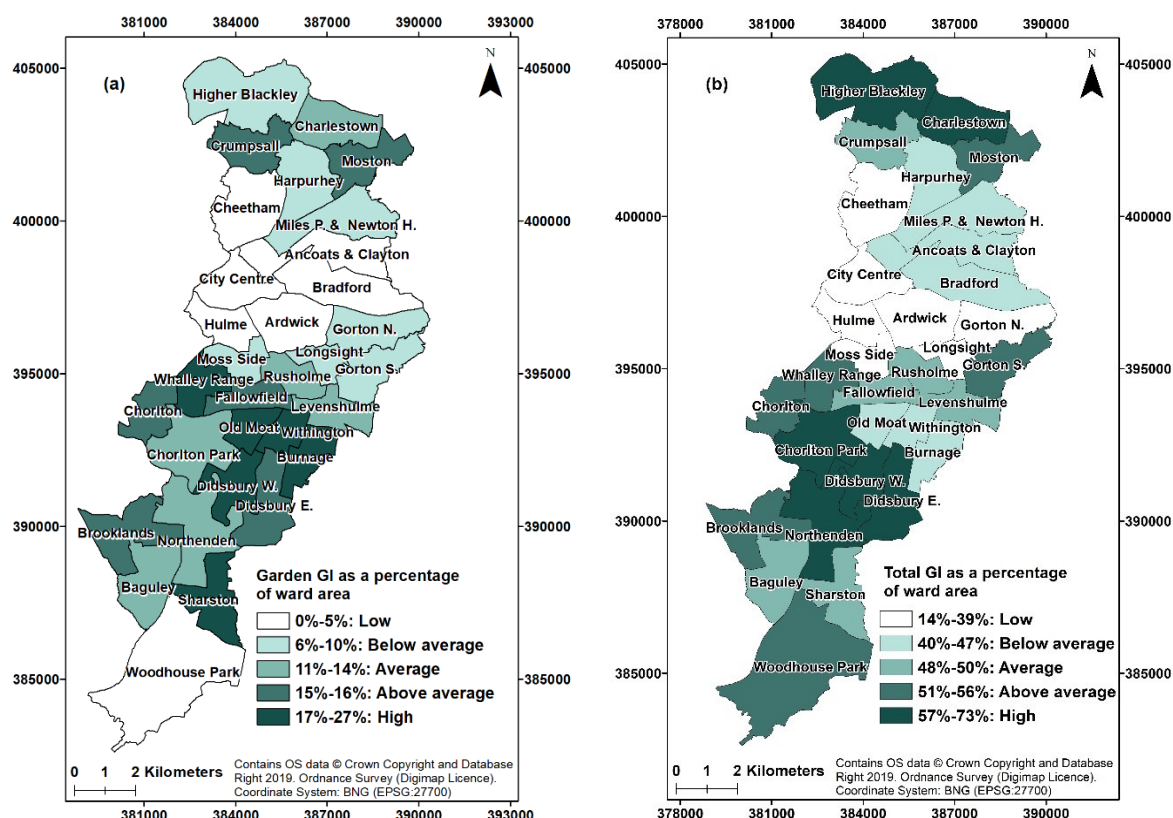 381000 384000 387000 390000 393000
405000
405000
(a)
N
Higher Blackley
Charlestown
Crumpsall
Moston
Harpurhey
Cheetham
400000
400000
Miles P. & Newton H.
Ancoats & Clayton
City Centre
Bradford
Hulme
Ardwick
Gorton N.
Moss Side
Longsight
395000
395000
Whalley Range
Rusholme
Gorton S.
Fallowfield
Chorlton
Levenshulme
Old Moat
Withington
Chorlton Park
Burnage
Didsbury W.
Didsbury E.
390000
390000
Brooklands
Northenden
Baguley
Sharston
Woodhouse Park
385000
385000
Garden GI as a percentage
of ward area
0%-5%: Low
6%-10%: Below average
11%-14%: Average
15%-16%: Above average
17%-27%: High
0 1 2 Kilometers
Contains OS data © Crown Copyright and Database
Right 2019. Ordnance Survey (Digimap Licence).
Coordinate System: BNG (EPSG:27700)
381000 384000 387000 390000 393000
378000 381000 384000 387000 390000
405000
405000
(b)
N
Higher Blackley
Charlestown
Crumpsall
Moston
Harpurhey
Cheetham
400000
400000
Miles P. & Newton H.
Ancoats & Clayton
City Centre
Bradford
Hulme
Ardwick
Gorton N.
Moss Side
Longsight
395000
395000
Whalley Range
Rusholme
Gorton S.
Fallowfield
Chorlton
Levenshulme
Old Moat
Withington
Chorlton Park
Burnage
Didsbury W.
Didsbury E.
390000
390000
Brooklands
Northenden
Baguley
Sharston
Woodhouse Park
385000
385000
Total GI as a percentage
of ward area
14%-39%: Low
40%-47%: Below average
48%-50%: Average
51%-56%: Above average
57%-73%: High
0 1 2 Kilometers
Contains OS data © Crown Copyright and Database
Right 2019. Ordnance Survey (Digimap Licence).
Coordinate System: BNG (EPSG:27700)
378000 381000 384000 387000 390000